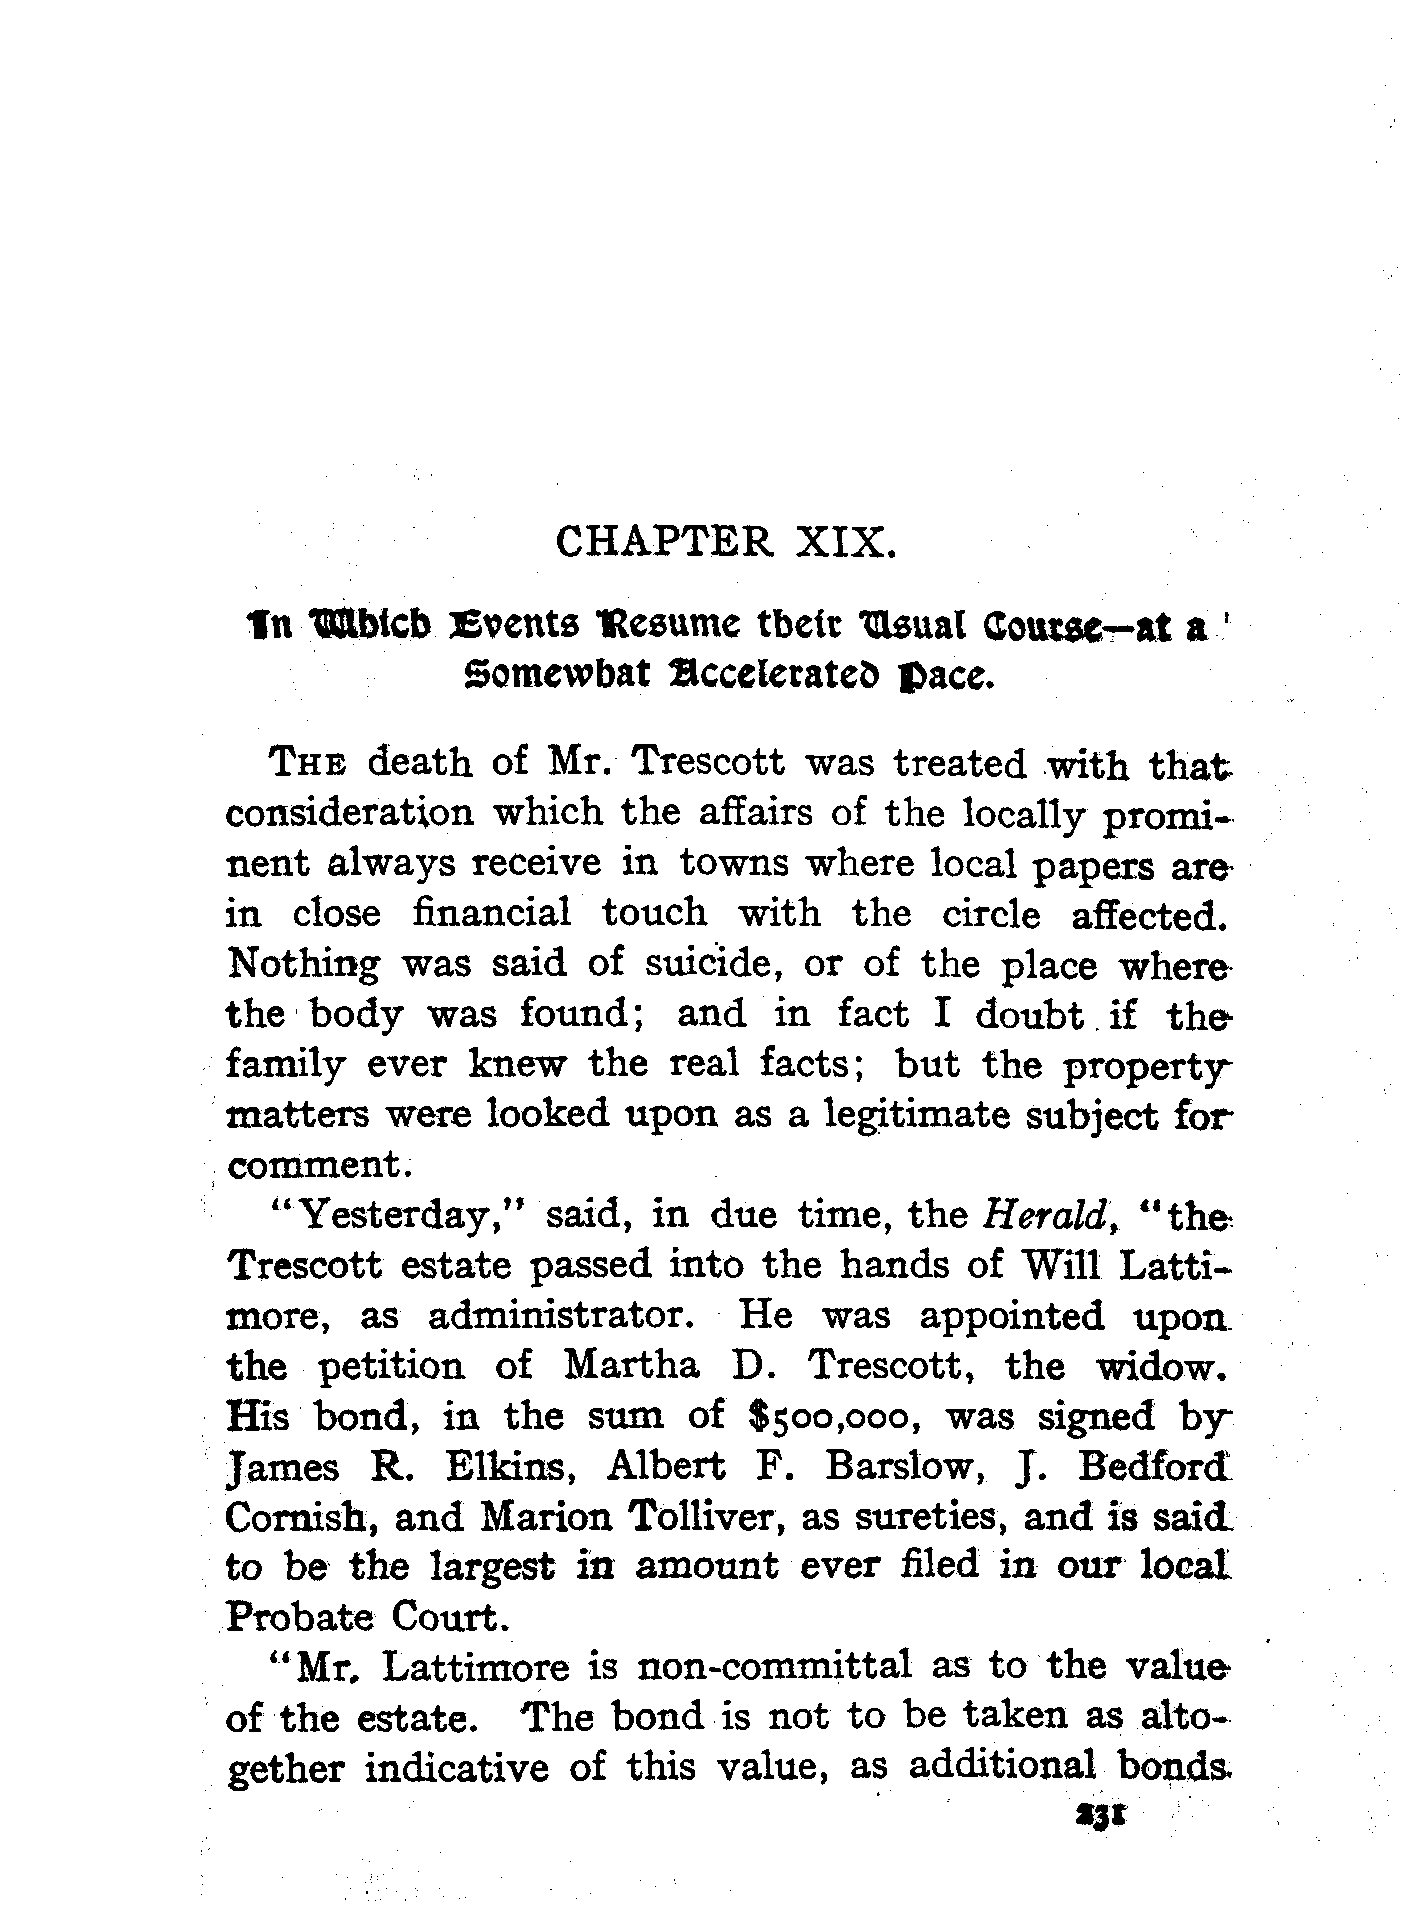 CHAPTER XIX.
In Which Events Resume their Usual Course—at a
Somewhat Accelerated Pace.
THE death of Mr. Trescott was treated with that
consideration which the affairs of the locally promi-
nent always receive in towns where local papers are
in close financial touch with the circle affected.
Nothing was said of suicide, or of the place where
the body was found; and in fact I doubt if the
family ever knew the real facts; but the property
matters were looked upon as a legitimate subject for
comment.
"Yesterday," said, in due time, the Herald, "the
Trescott estate passed into the hands of Will Latti-
more, as administrator. He was appointed upon
the petition of Martha D. Trescott, the widow.
His bond, in the sum of $500,000, was signed by
James R. Elkins, Albert F. Barslow, J. Bedford
Cornish, and Marion Tolliver, as sureties, and is said
to be the largest in amount ever filed in our local
Probate Court.
"Mr. Lattimore is non-committal as to the value
of the estate. The bond is not to be taken as alto-
gether indicative of this value, as additional bonds
231